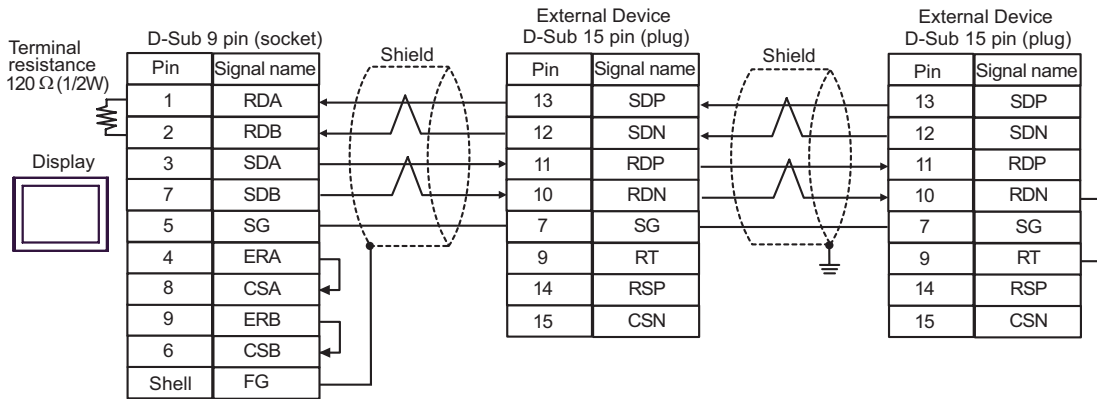 Terminal
resistance
120 Ω (1/2W)
Display
D-Sub 9 pin (socket)
Pin Signal name
1 RDA
2 RDB
3 SDA
7 SDB
5 SG
4 ERA
8 CSA
9 ERB
6 CSB
Shell FG
Shield
External Device
D-Sub 15 pin (plug)
Pin Signal name
13 SDP
12 SDN
11 RDP
10 RDN
7 SG
9 RT
14 RSP
15 CSN
Shield
External Device
D-Sub 15 pin (plug)
Pin Signal name
13 SDP
12 SDN
11 RDP
10 RDN
7 SG
9 RT
14 RSP
15 CSN